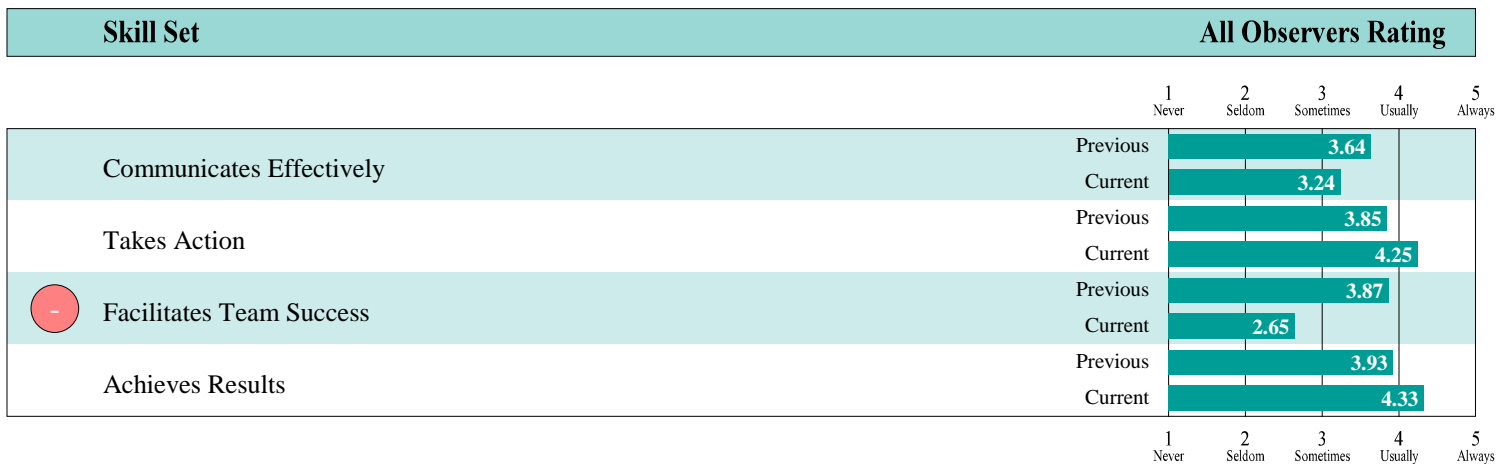 Skill Set All Observers Rating
1 2 3 4 5
Never Seldom Sometimes Usually Always
Communicates Effectively
Previous 3.64
Current 3.24
Takes Action
Previous 3.85
Current 4.25
- Facilitates Team Success
Previous 3.87
Current 2.65
Achieves Results
Previous 3.93
Current 4.33
1 2 3 4 5
Never Seldom Sometimes Usually Always